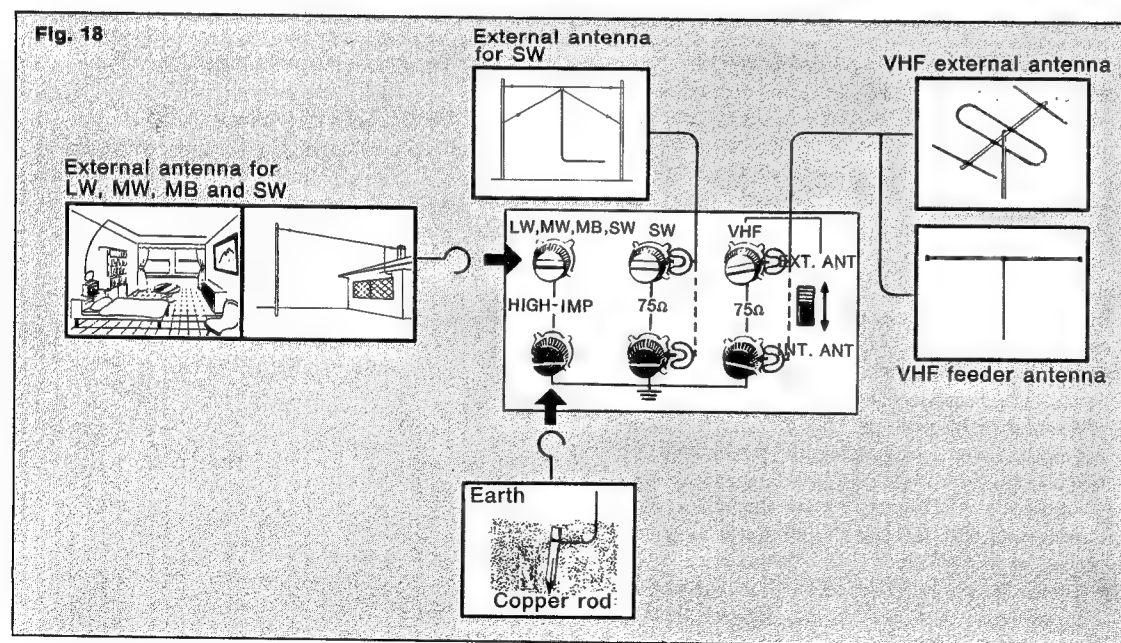 Fig. 18
External antenna
for SW
VHF external antenna
External antenna for
LW, MW, MB and SW
LW,MW,MB,SW SW VHF
EXT. ANT
HIGH-IMP 75Ω 75Ω
INT. ANT
VHF feeder antenna
Earth
Copper rod